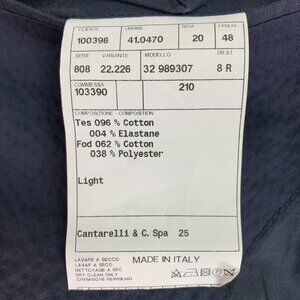 CLIENTE ORDINE RIGA TAGLIA
100398 41.0470 20 48
SERIE VARIANT MODELLO DR.ST.
808 22.226 32 989307 8 R
COMMESSA
103390 210
COMPOSIZIONE - COMPOSITION
Tes 096 % Cotton
004 % Elastane
Fod 062 % Cotton
038 % Polyester
Light
Cantarelli & C. Spa 25
LAVARE A SECCO
LAVAR A SECO
NETTOYAGE A SEC
DRY CLEAN ONLY
CHEMISCHE REINIGUNG
MADE IN ITALY